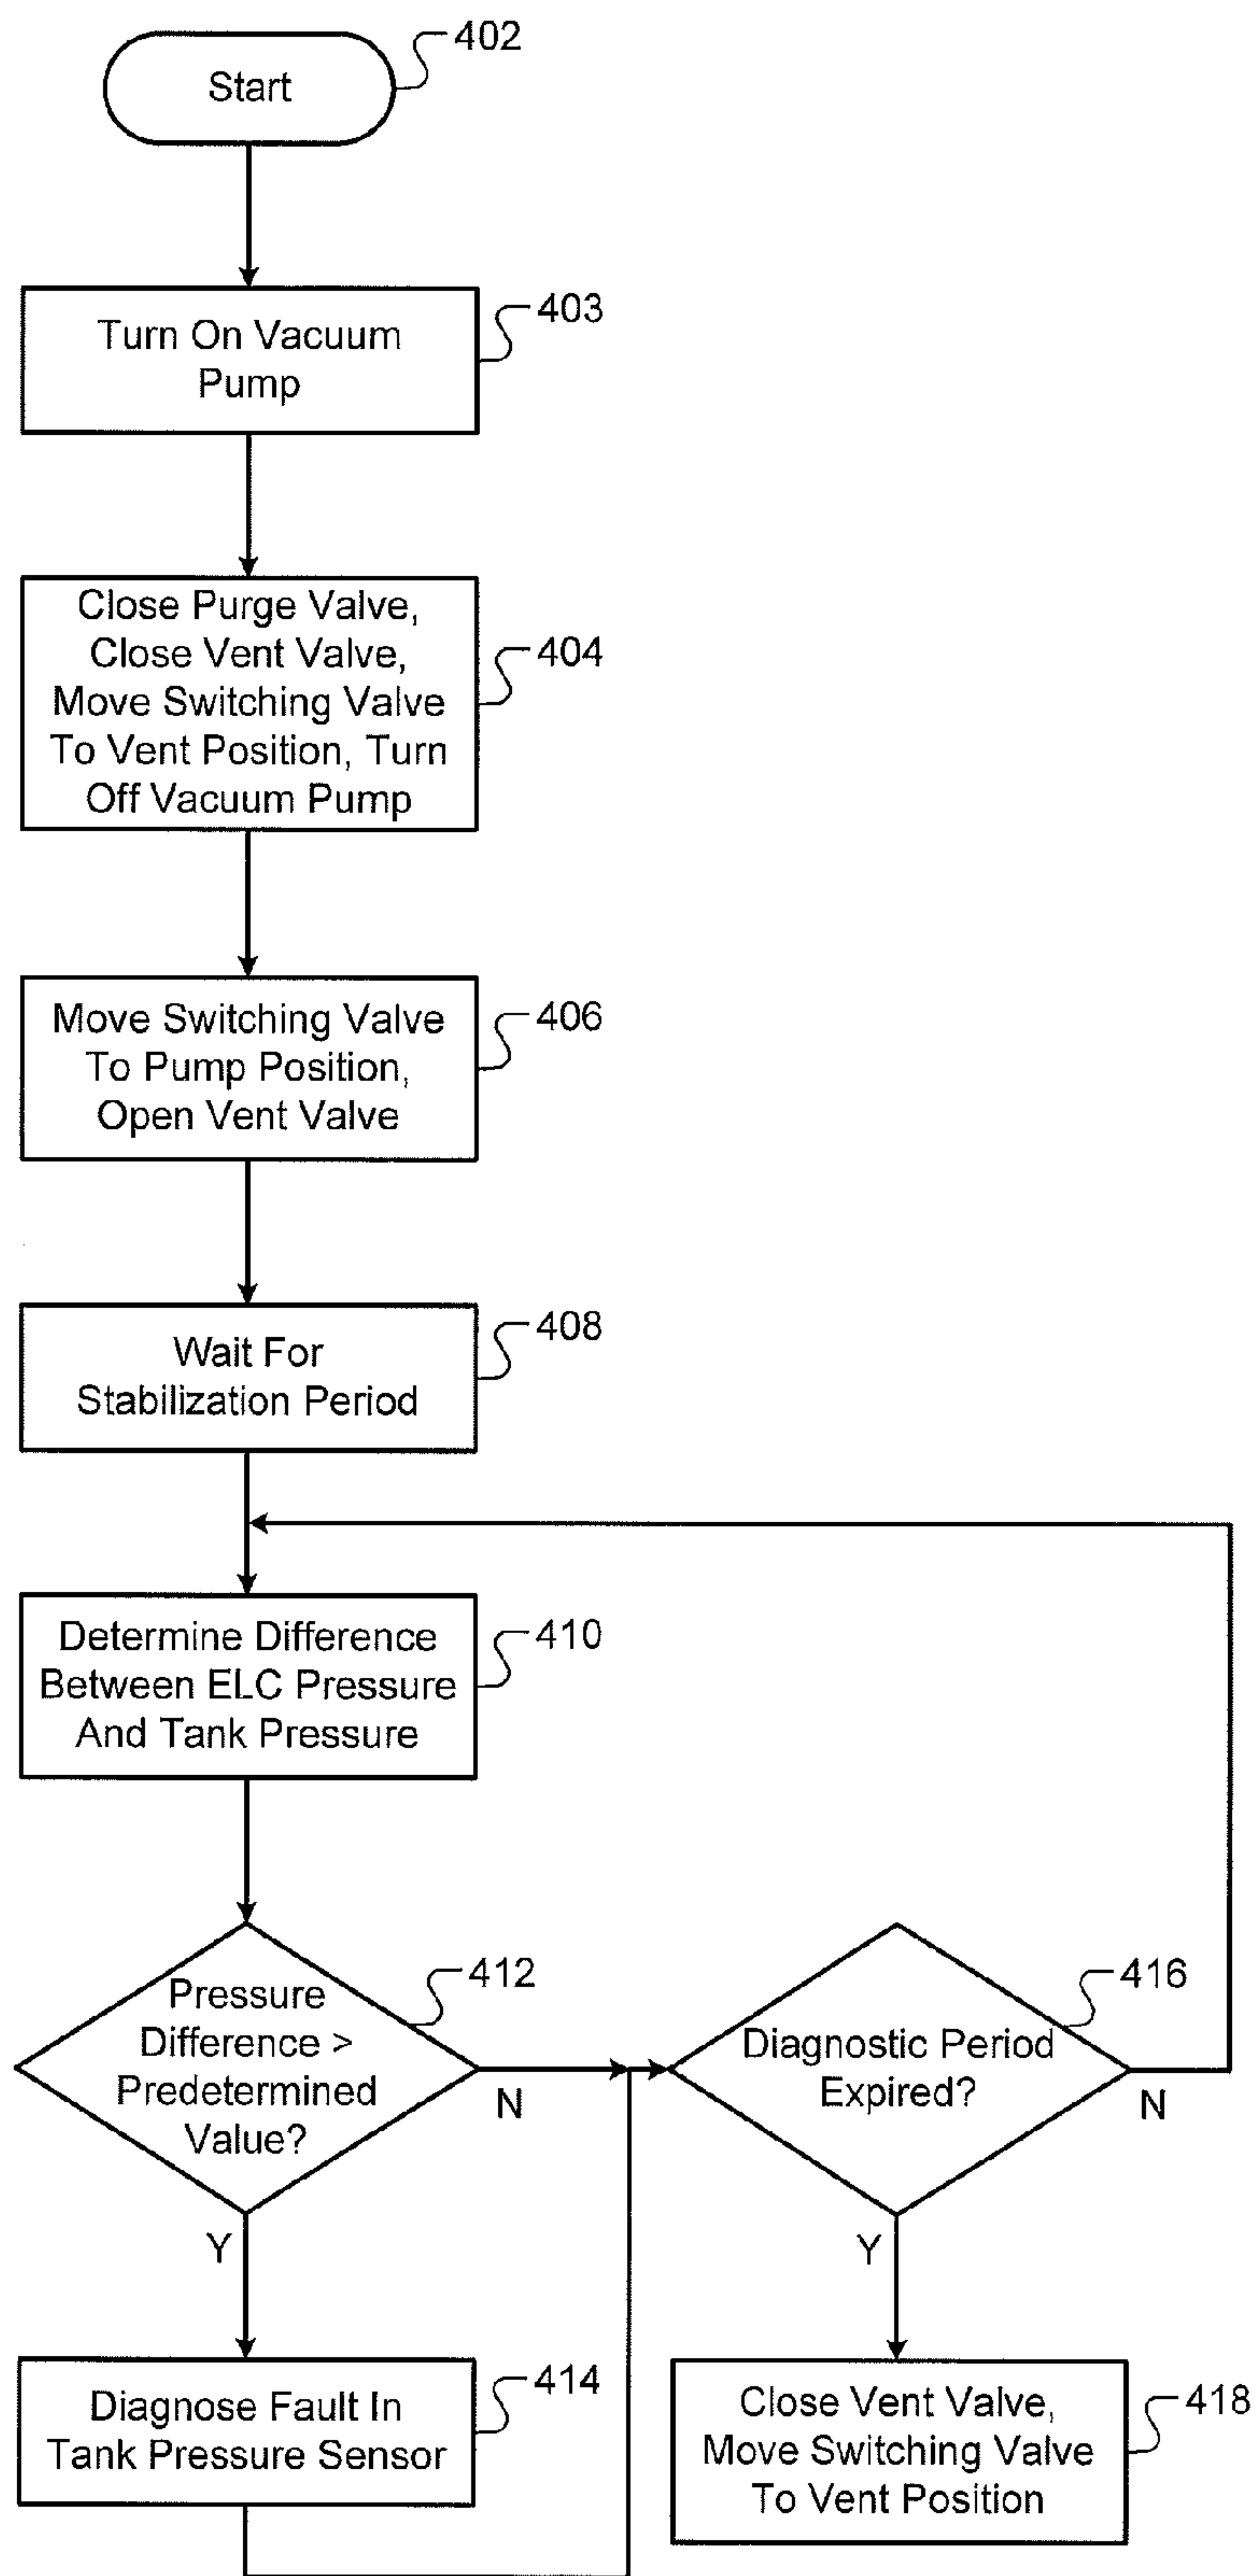 402
Start
403
Turn On Vacuum
Pump
404
Close Purge Valve,
Close Vent Valve,
Move Switching Valve
To Vent Position, Turn
Off Vacuum Pump
406
Move Switching Valve
To Pump Position,
Open Vent Valve
408
Wait For
Stabilization Period
410
Determine Difference
Between ELC Pressure
And Tank Pressure
412
Pressure
Difference >
Predetermined
Value?
N
Y
416
Diagnostic Period
Expired?
N
Y
414
Diagnose Fault In
Tank Pressure Sensor
418
Close Vent Valve,
Move Switching Valve
To Vent Position